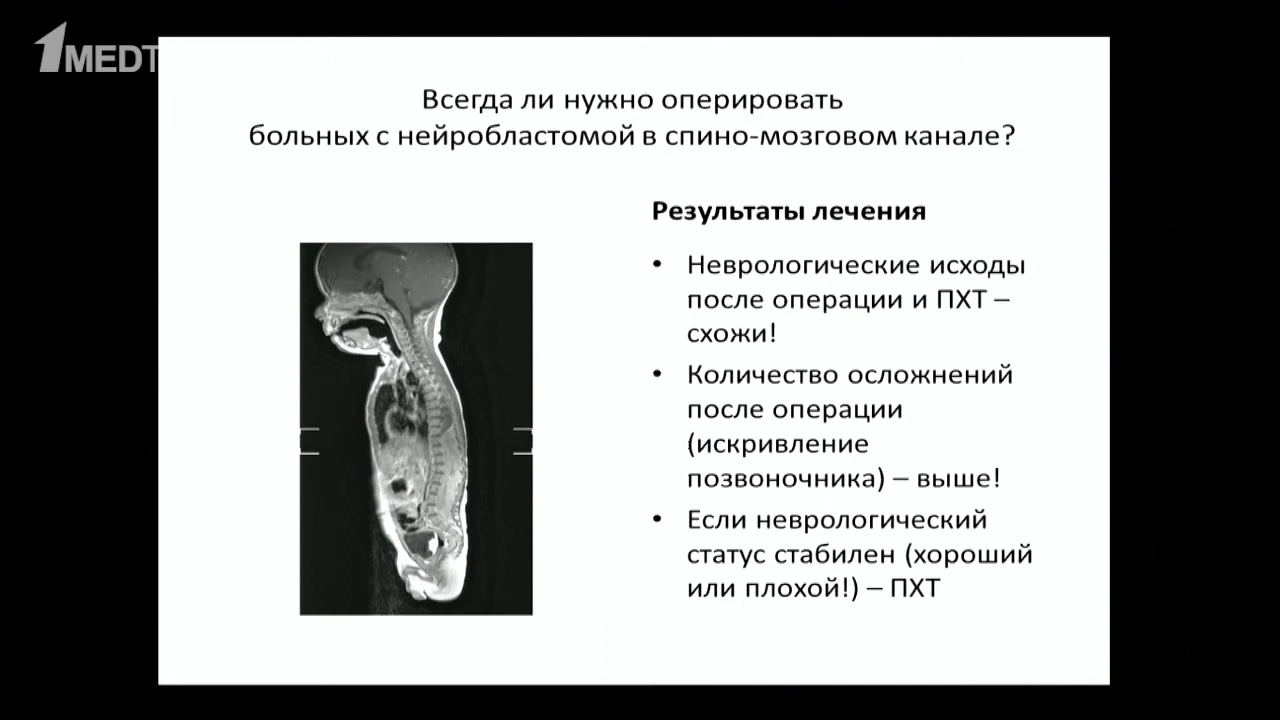 1MEDT
Всегда ли нужно оперировать
больных с нейробластомой в спино-мозговом канале?
Результаты лечения
• Неврологические исходы
после операции и ПХТ –
схожи!
• Количество осложнений
после операции
(искривление
позвоночника) – выше!
• Если неврологический
статус стабилен (хороший
или плохой!) – ПХТ